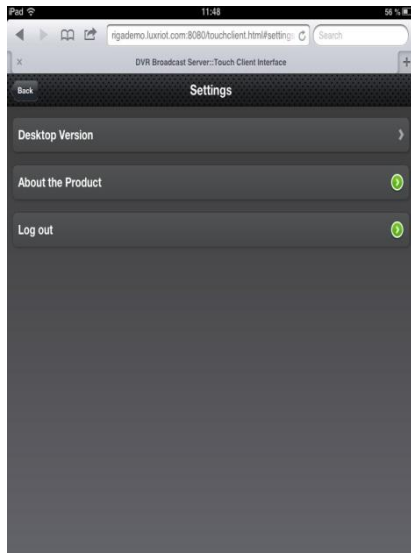 iPad 11:48 56 %
rigademo.luxriot.com:8080/touchclient.html#setting Search
DVR Broadcast Server::Touch Client Interface
Back Settings
Desktop Version
About the Product
Log out